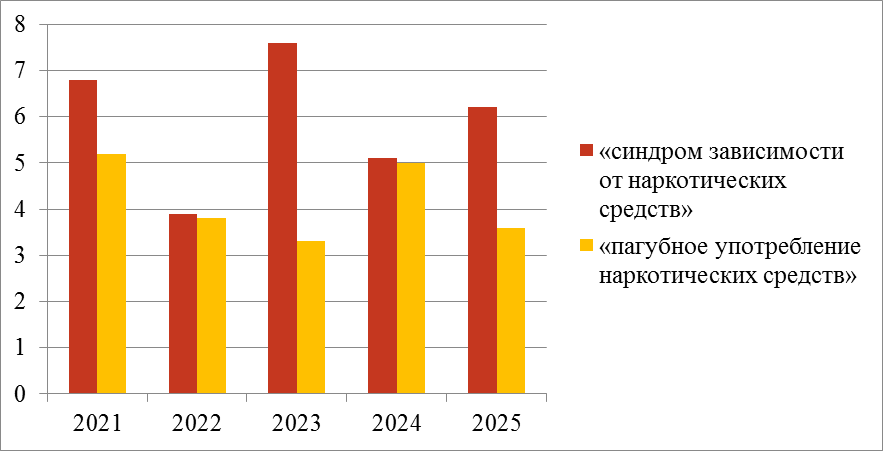 8
7
6
5
4
3
2
1
0
2021 2022 2023 2024 2025
«синдром зависимости
от наркотических
средств»
«пагубное употребление
наркотических средств»